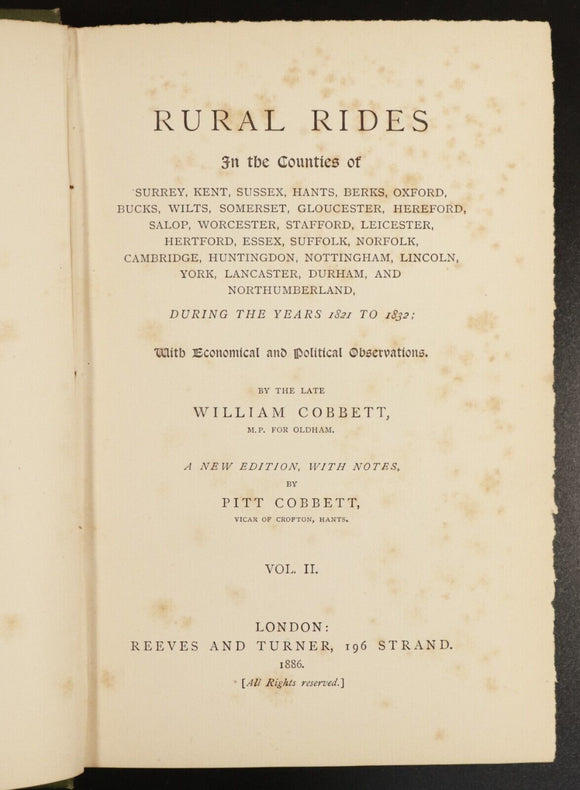 RURAL RIDES
In the Counties of
SURREY, KENT, SUSSEX, HANTS, BERKS, OXFORD,
BUCKS, WILTS, SOMERSET, GLOUCESTER, HEREFORD,
SALOP, WORCESTER, STAFFORD, LEICESTER,
HERTFORD, ESSEX, SUFFOLK, NORFOLK,
CAMBRIDGE, HUNTINGDON, NOTTINGHAM, LINCOLN,
YORK, LANCASTER, DURHAM, AND
NORTHUMBERLAND,
DURING THE YEARS 1821 TO 1832;
With Economical and Political Observations.
BY THE LATE
WILLIAM COBBETT,
M.P. FOR OLDHAM.
A NEW EDITION, WITH NOTES,
BY
PITT COBBETT,
VICAR OF CROFTON, HANTS.
VOL. II.
LONDON:
REEVES AND TURNER, 196 STRAND.
1886.
[All Rights reserved.]